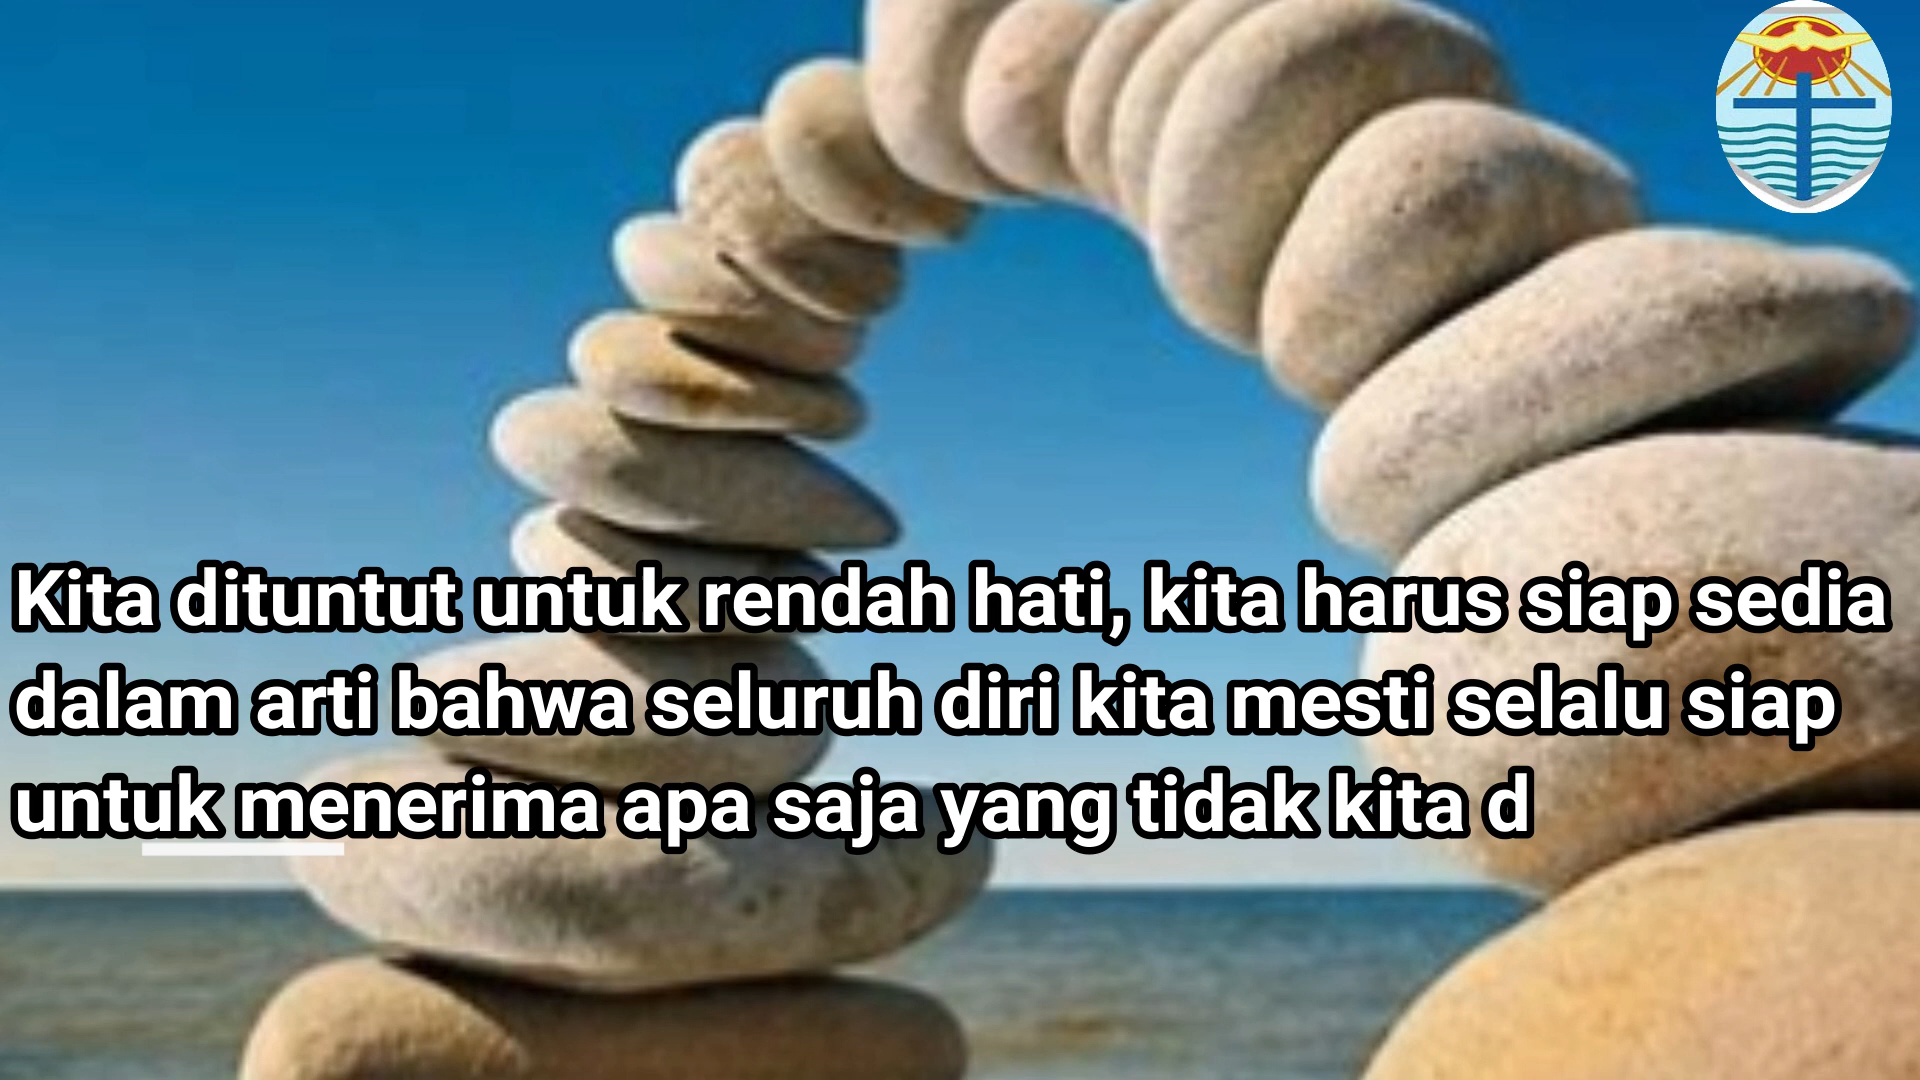 Kita dituntut untuk rendah hati, kita harus siap sedia
dalam arti bahwa seluruh diri kita mesti selalu siap
untuk menerima apa saja yang tidak kita d